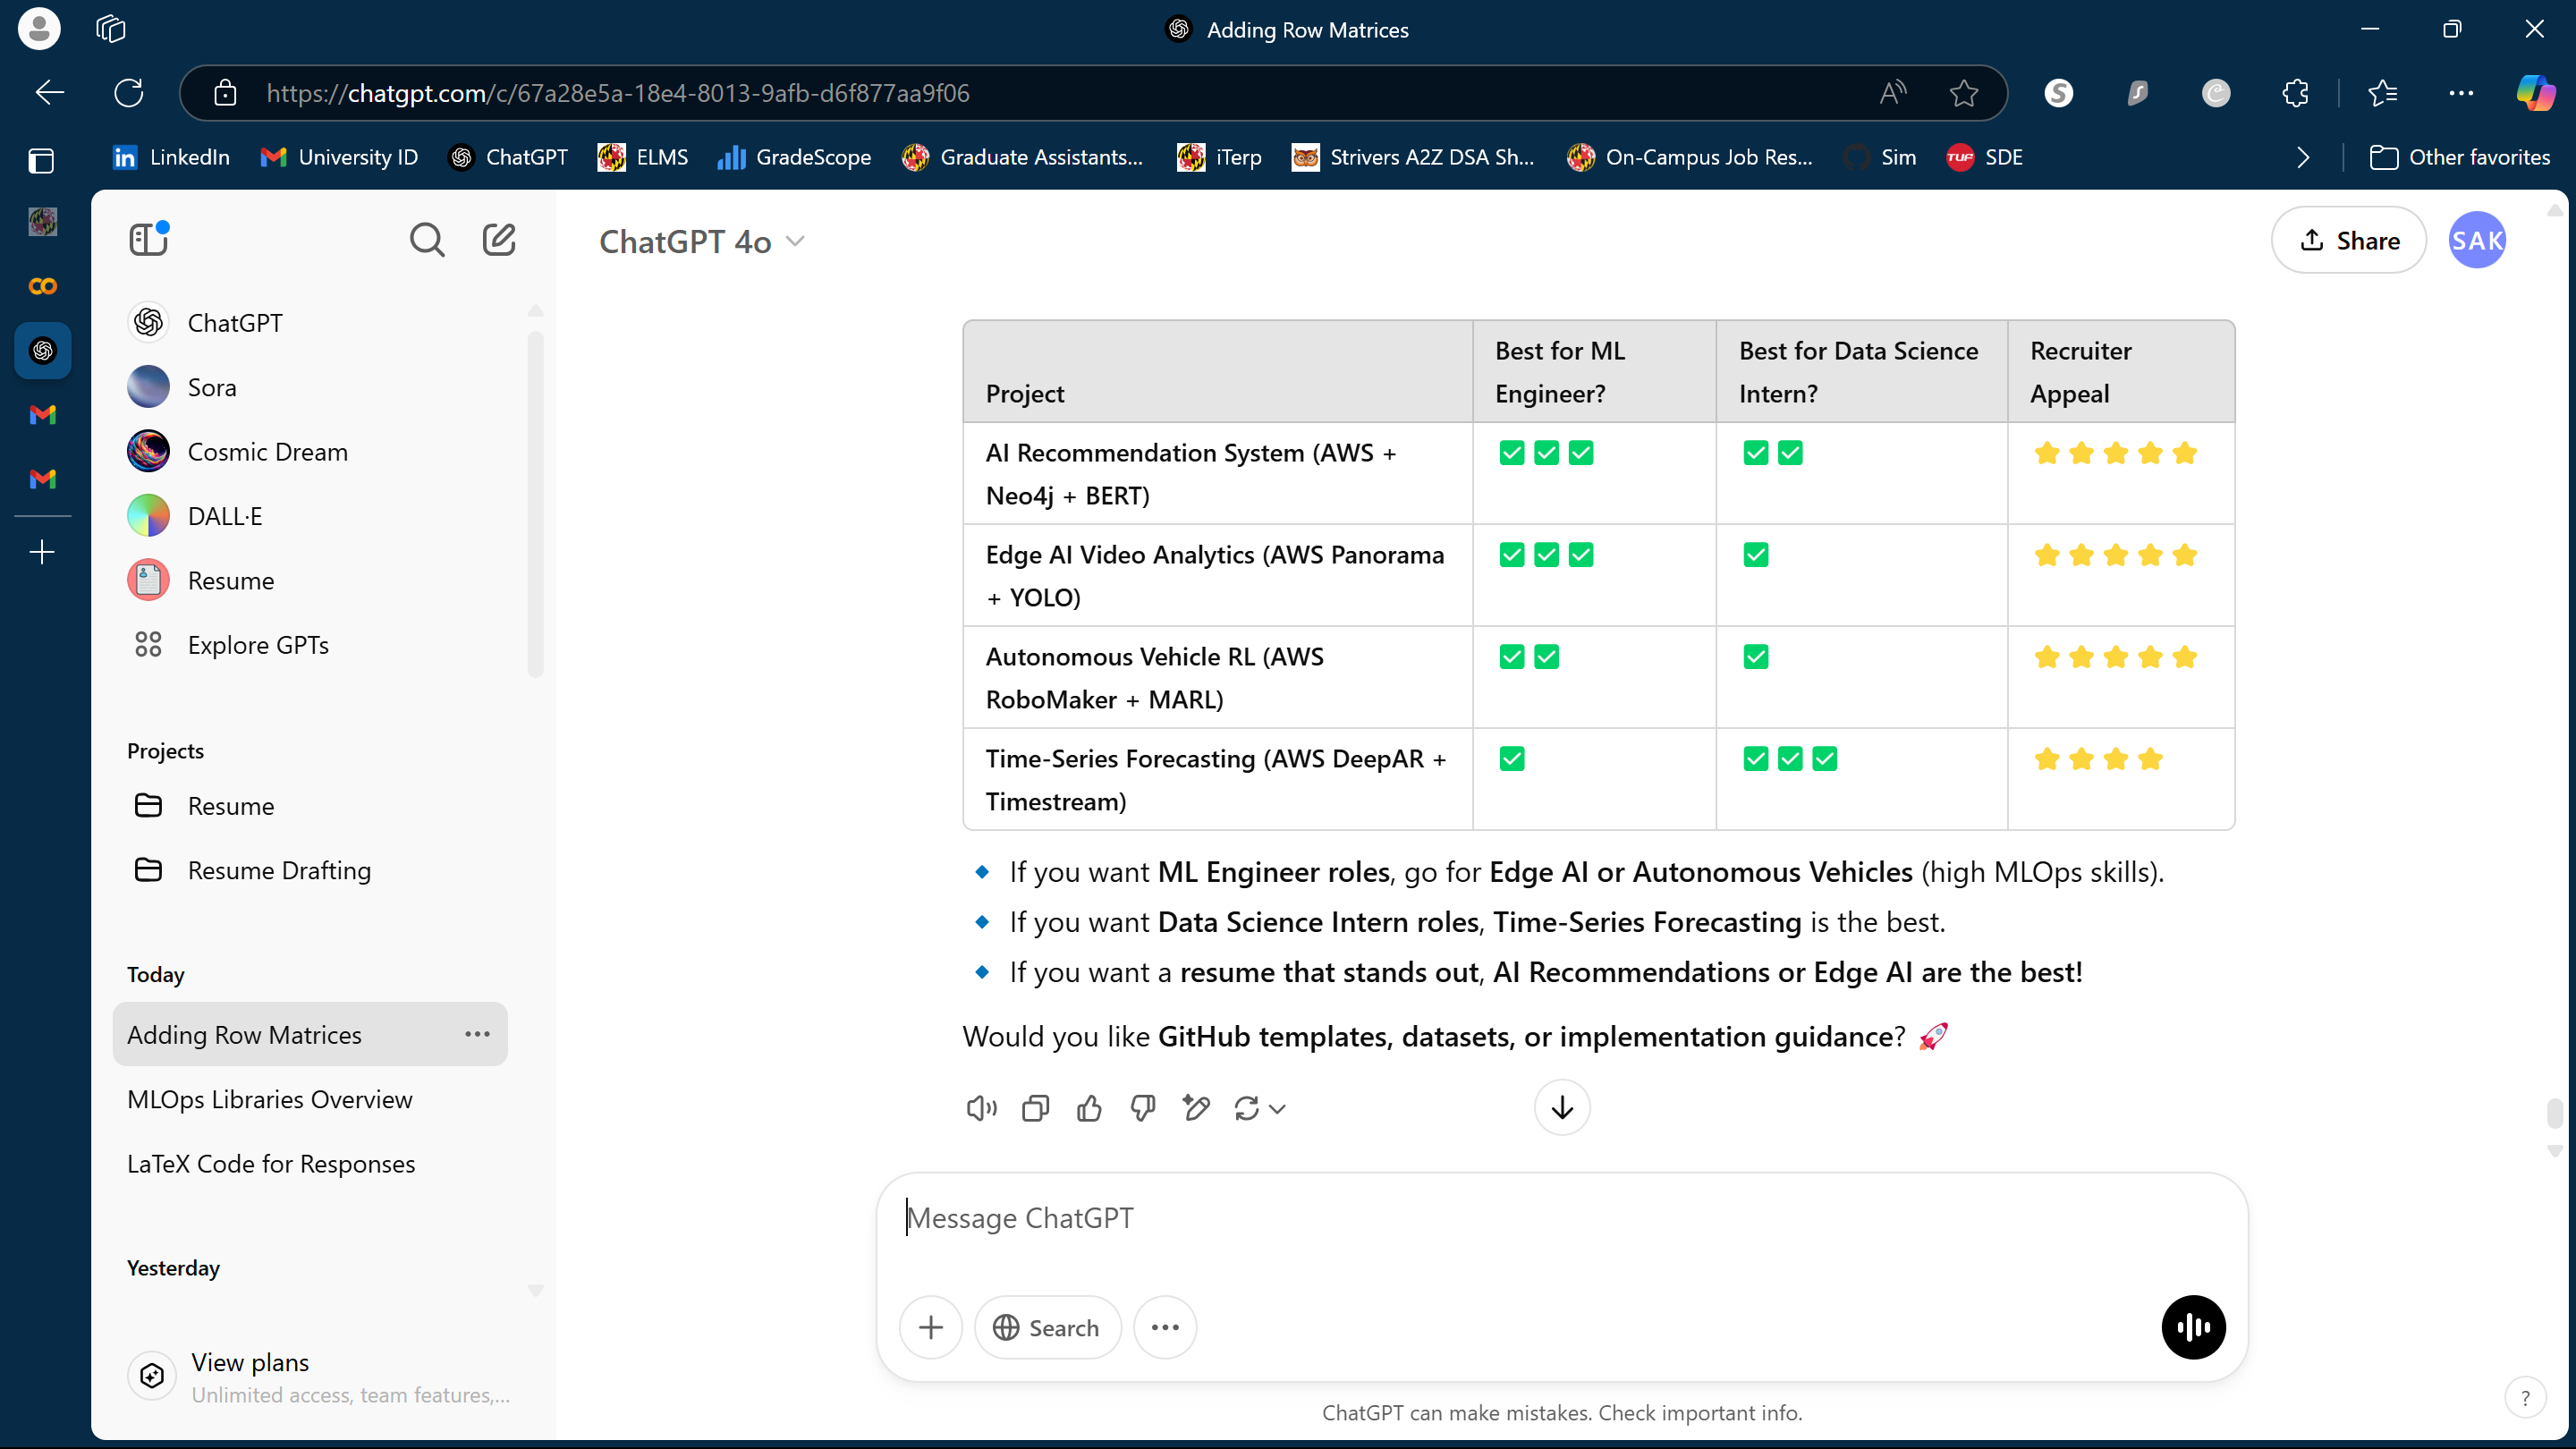 Adding Row Matrices
https://chatgpt.com/c/67a28e5a-18e4-8013-9afb-d6f877aa9f06
LinkedIn University ID ChatGPT ELMS GradeScope Graduate Assistants... iTerp Strivers A2Z DSA Sh... On-Campus Job Res... Sim TUF SDE Other favorites
ChatGPT
Sora
Cosmic Dream
DALL·E
Resume
Explore GPTs
Projects
Resume
Resume Drafting
Today
Adding Row Matrices
MLOps Libraries Overview
LaTeX Code for Responses
Yesterday
View plans
Unlimited access, team features,...
ChatGPT 4o
Share
SAK
Project
Best for ML
Engineer?
Best for Data Science
Intern?
Recruiter
Appeal
AI Recommendation System (AWS +
Neo4j + BERT)
✅✅✅
✅✅
⭐⭐⭐⭐⭐
Edge AI Video Analytics (AWS Panorama
+ YOLO)
✅✅✅
✅
⭐⭐⭐⭐⭐
Autonomous Vehicle RL (AWS
RoboMaker + MARL)
✅✅
✅
⭐⭐⭐⭐⭐
Time-Series Forecasting (AWS DeepAR +
Timestream)
✅
✅✅✅
⭐⭐⭐⭐
🔹 If you want ML Engineer roles, go for Edge AI or Autonomous Vehicles (high MLOps skills).
🔹 If you want Data Science Intern roles, Time-Series Forecasting is the best.
🔹 If you want a resume that stands out, AI Recommendations or Edge AI are the best!
Would you like GitHub templates, datasets, or implementation guidance? 🚀
Message ChatGPT
Search
ChatGPT can make mistakes. Check important info.
?